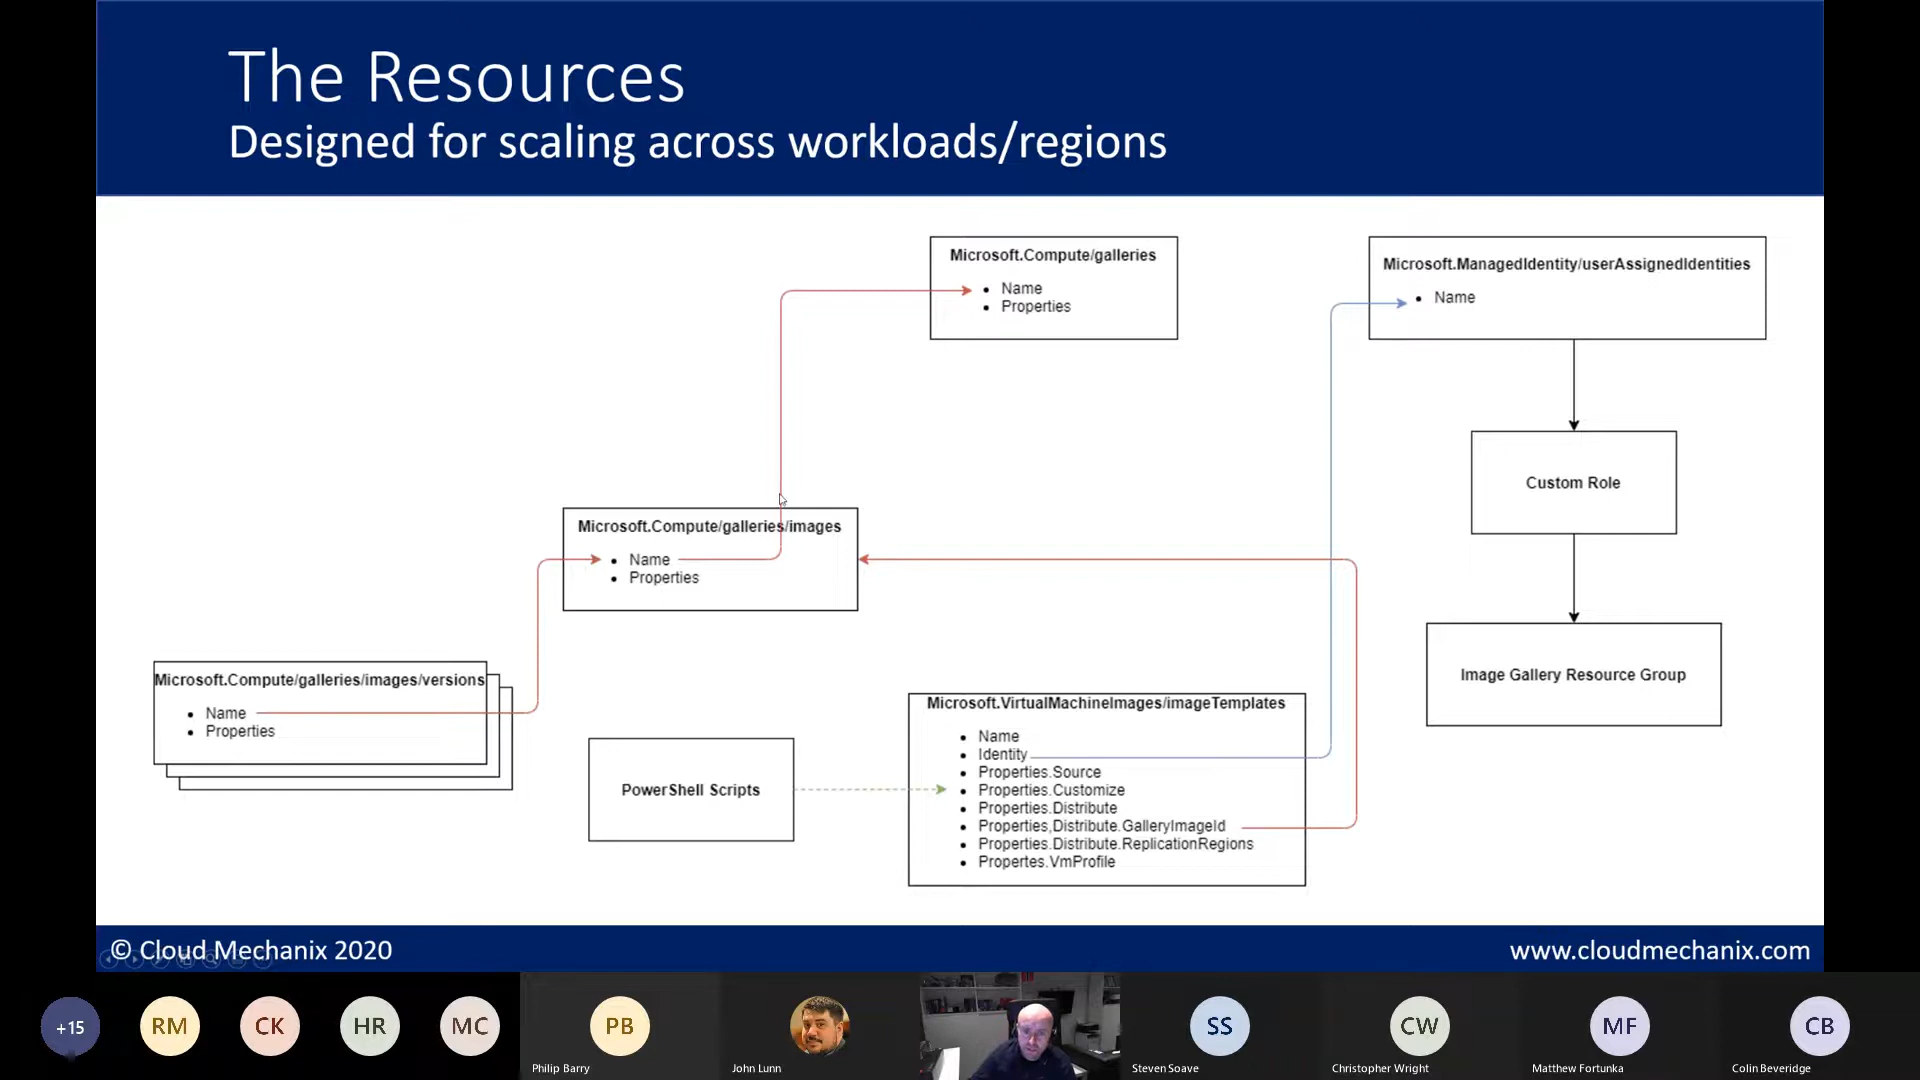 The Resources
Designed for scaling across workloads/regions
Microsoft.Compute/galleries
Name
Properties
Microsoft.ManagedIdentity/userAssignedIdentities
Name
Custom Role
Image Gallery Resource Group
Microsoft.Compute/galleries/images
Name
Properties
Microsoft.Compute/galleries/images/versions
Name
Properties
PowerShell Scripts
Microsoft.VirtualMachineImages/imageTemplates
Name
Identity
Properties.Source
Properties.Customize
Properties.Distribute
Properties,Distribute.GalleryImageId
Properties.Distribute.ReplicationRegions
Propertes.VmProfile
© Cloud Mechanix 2020
www.cloudmechanix.com
+15
RM
CK
HR
MC
PB
Philip Barry
John Lunn
SS
Steven Soave
CW
Christopher Wright
MF
Matthew Fortunka
CB
Colin Beveridge